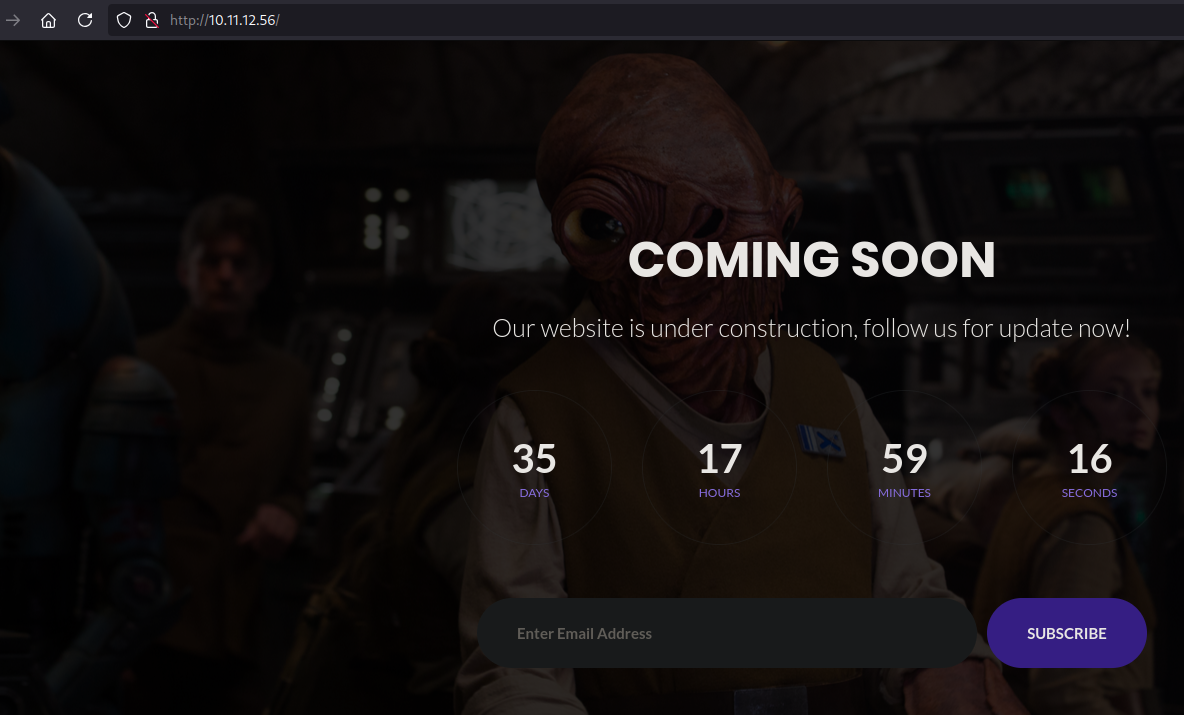 http://10.11.12.56/
COMING SOON
Our website is under construction, follow us for update now!
35 17 59 16
DAYS HOURS MINUTES SECONDS
Enter Email Address SUBSCRIBE